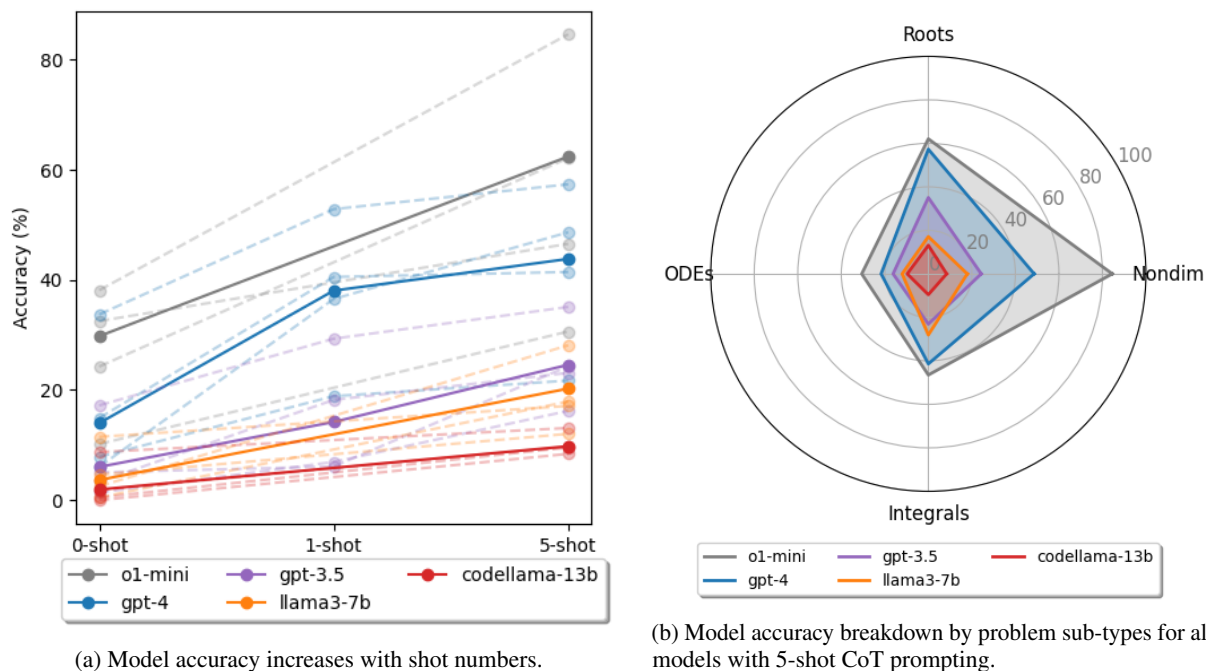 80
60
40
20
0
Accuracy (%)
0-shot
1-shot
5-shot
o1-mini
gpt-3.5
codellama-13b
gpt-4
llama3-7b
(a) Model accuracy increases with shot numbers.
Roots
100
80
60
40
20
0
ODEs
Nondim
Integrals
o1-mini
gpt-3.5
codellama-13b
gpt-4
llama3-7b
(b) Model accuracy breakdown by problem sub-types for al
models with 5-shot CoT prompting.